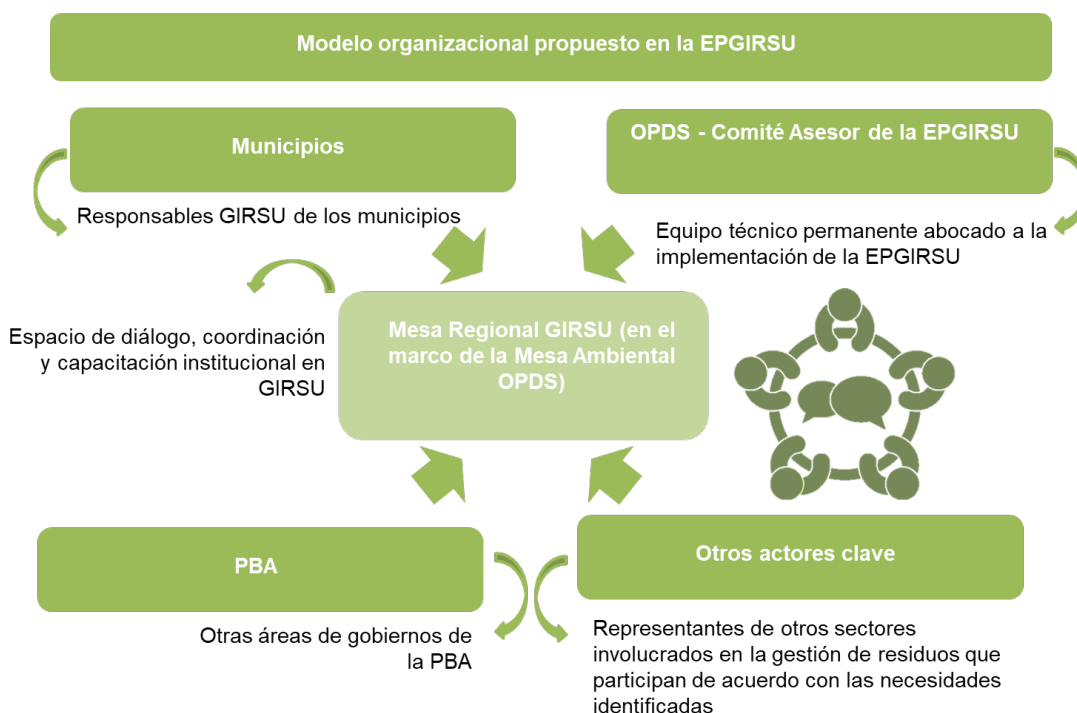 Modelo organizacional propuesto en la EPGIRSU
Municipios
OPDS - Comité Asesor de la EPGIRSU
Responsables GIRSU de los municipios
Equipo técnico permanente abocado a la
implementación de la EPGIRSU
Espacio de diálogo, coordinación
y capacitación institucional en
GIRSU
Mesa Regional GIRSU (en el
marco de la Mesa Ambiental
OPDS)
PBA
Otros actores clave
Otras áreas de gobiernos de
la PBA
Representantes de otros sectores
involucrados en la gestión de residuos que
participan de acuerdo con las necesidades
identificadas